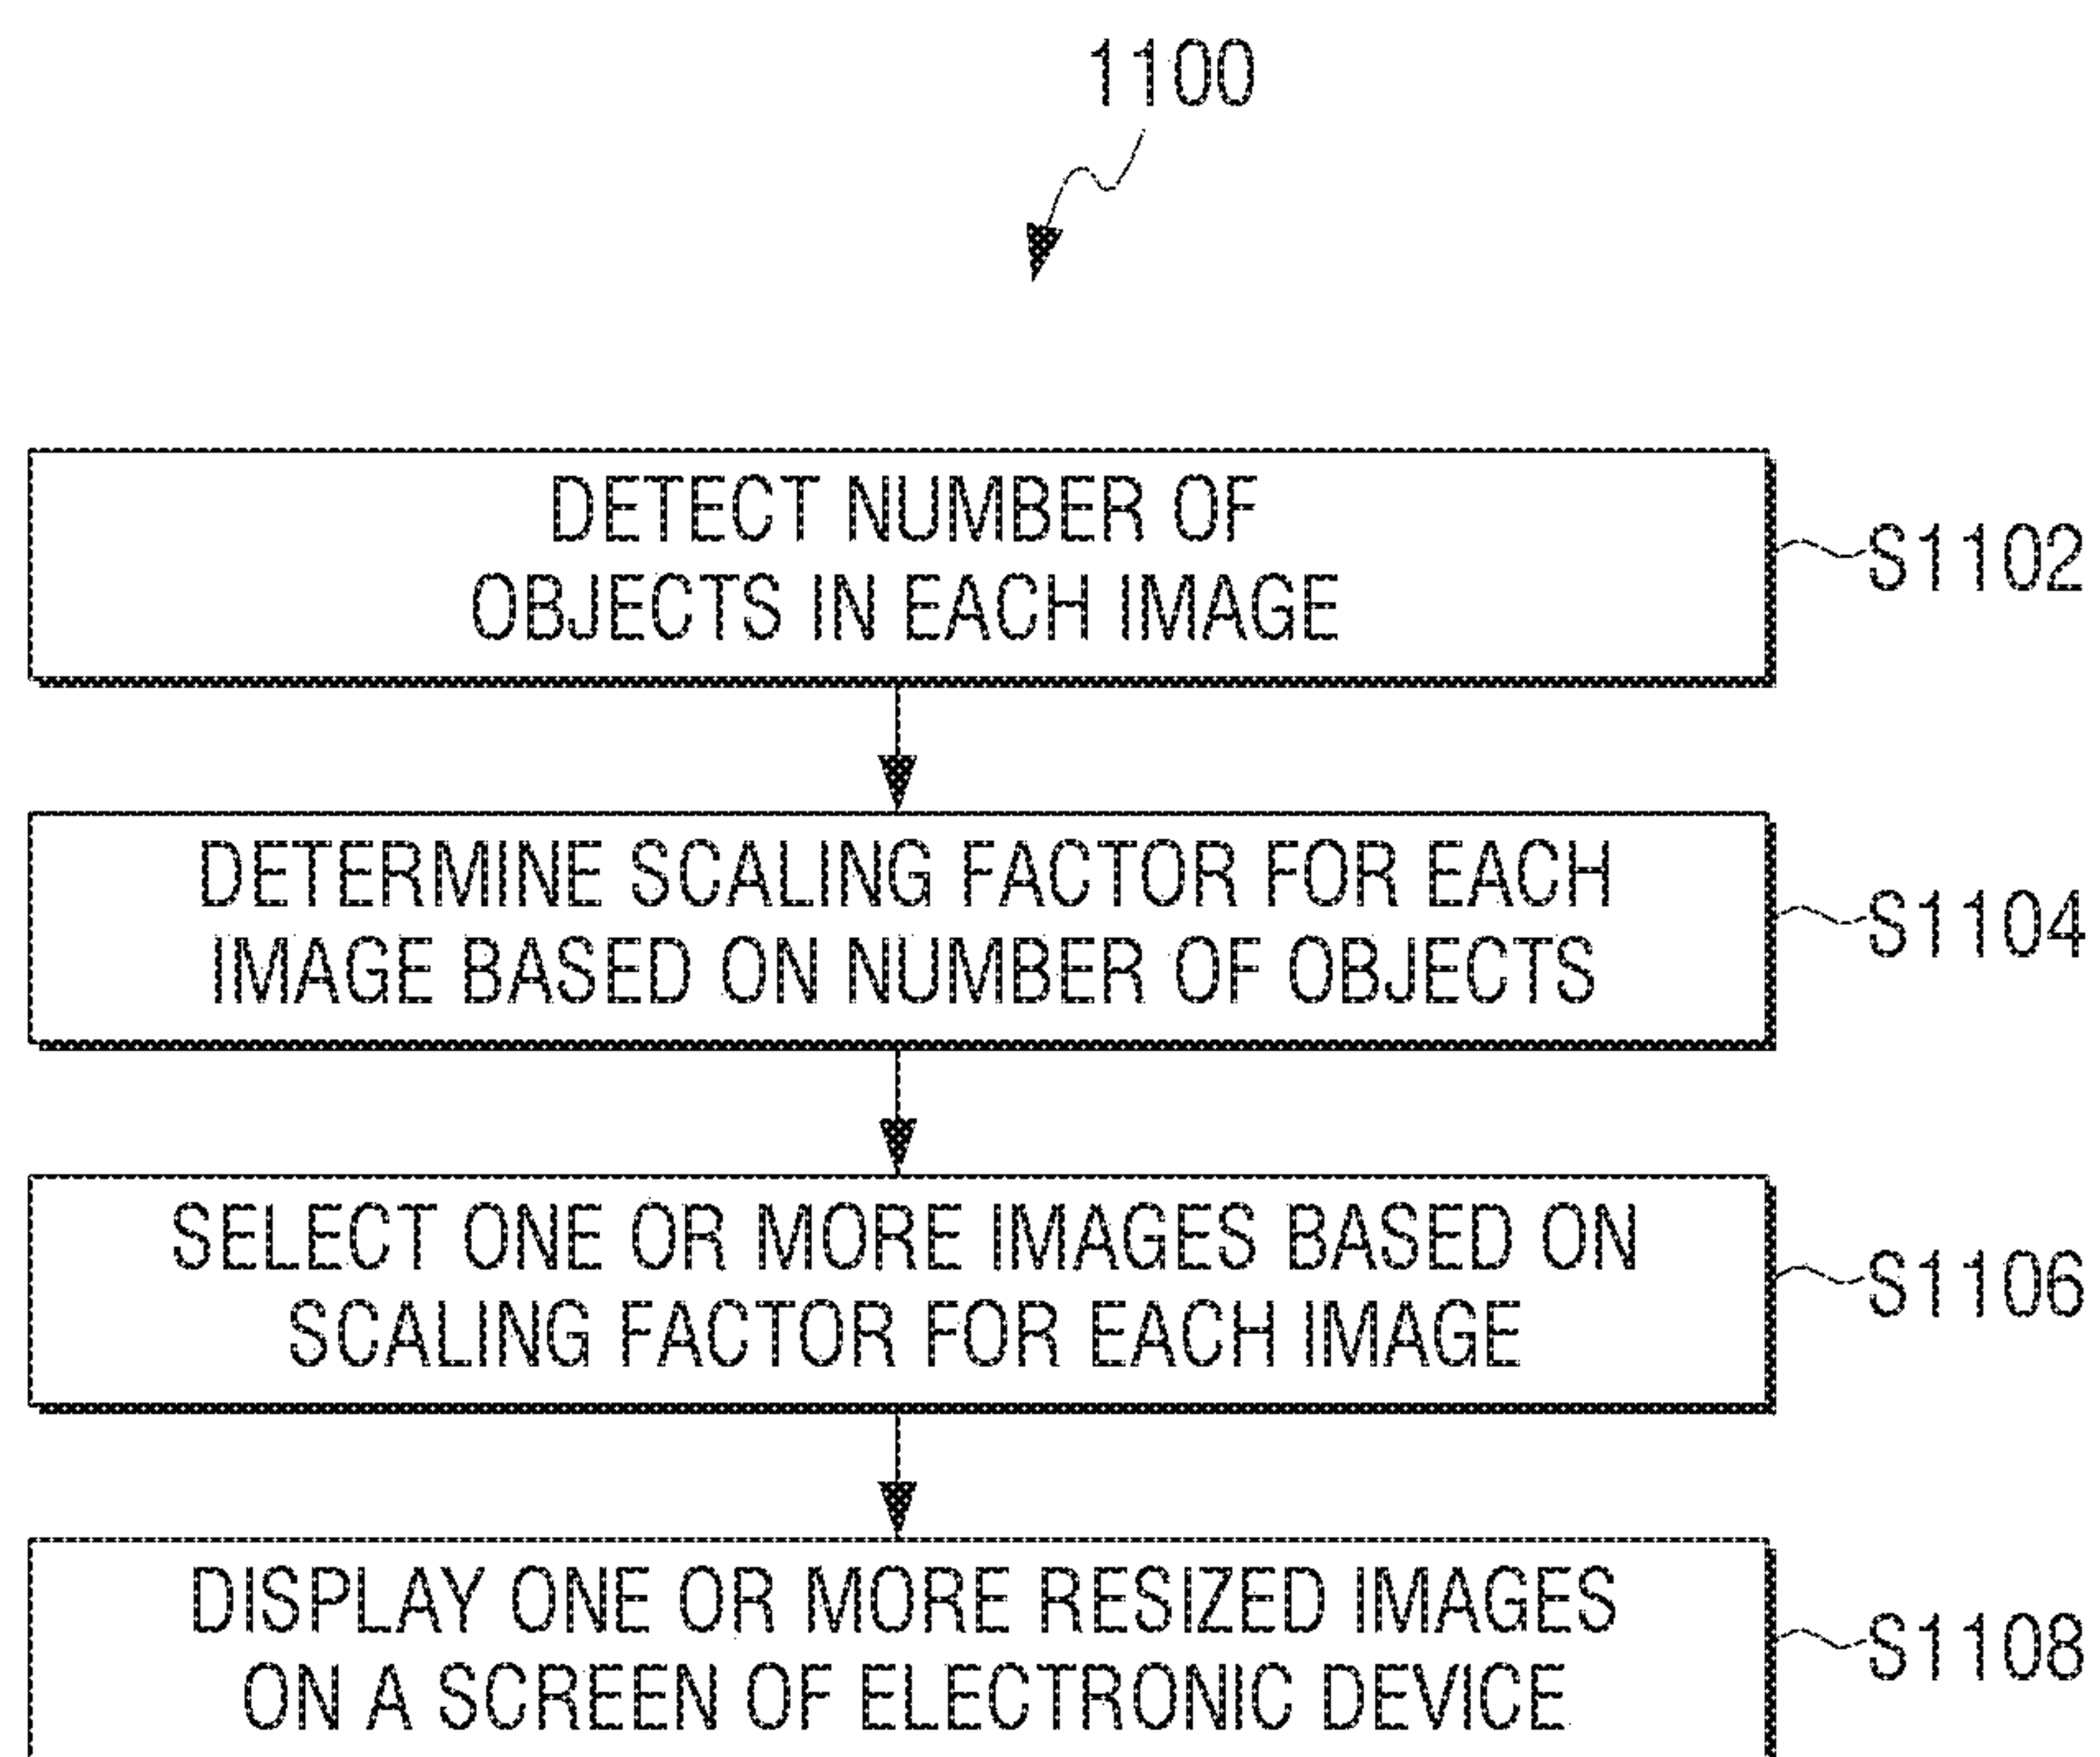 1100
DETECT NUMBER OF
OBJECTS IN EACH IMAGE
S1102
DETERMINE SCALING FACTOR FOR EACH
IMAGE BASED ON NUMBER OF OBJECTS
S1104
SELECT ONE OR MORE IMAGES BASED ON
SCALING FACTOR FOR EACH IMAGE
S1106
DISPLAY ONE OR MORE RESIZED IMAGES
ON A SCREEN OF ELECTRONIC DEVICE
S1108